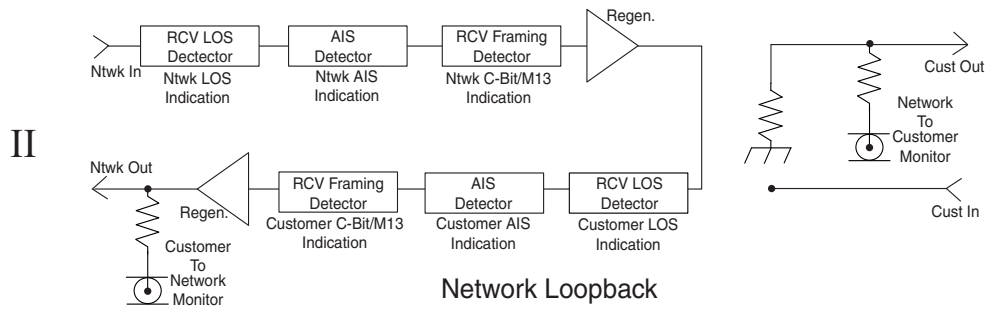 Regen.
RCV LOS
Dectector
AIS
Detector
RCV Framing
Detector
Ntwk In
Ntwk LOS
Indication
Ntwk AIS
Indication
Ntwk C-Bit/M13
Indication
Cust Out
Network
To
Customer
Monitor
II
Ntwk Out
Regen.
RCV Framing
Detector
AIS
Detector
RCV LOS
Detector
Customer C-Bit/M13
Indication
Customer AIS
Indication
Customer LOS
Indication
Cust In
Customer
To
Network
Monitor
Network Loopback